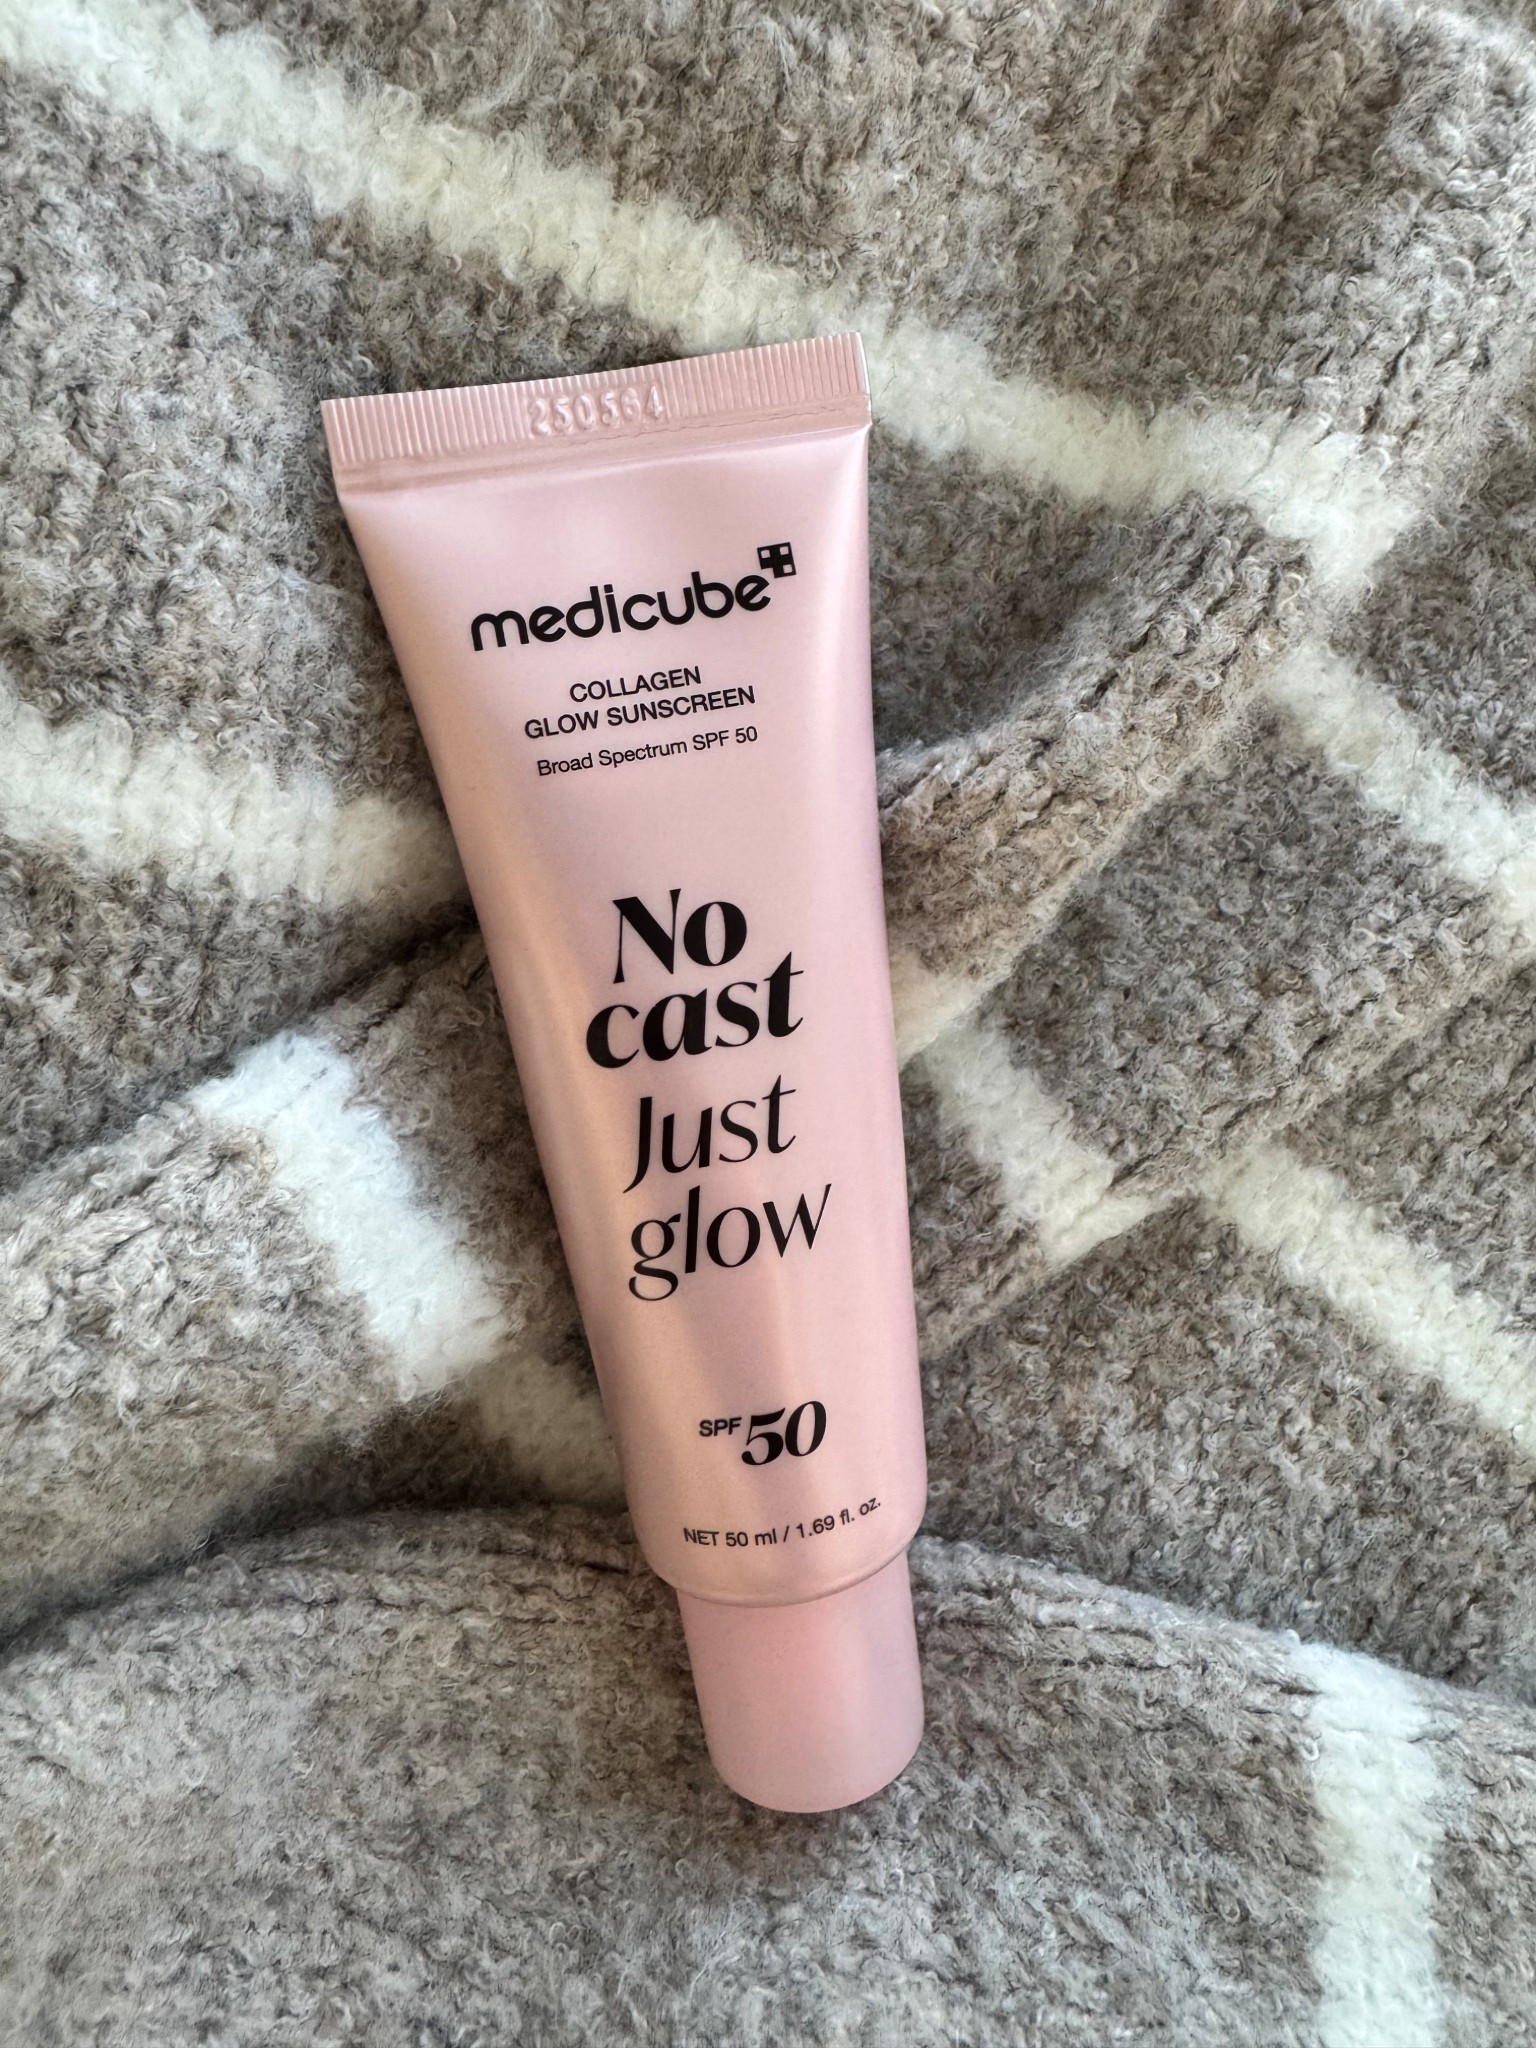 250564
medicube
COLLAGEN
GLOW SUNSCREEN
Broad Spectrum SPF 50
No
cast
Just
glow
SPF 50
NET 50 ml / 1.69 fl. oz.